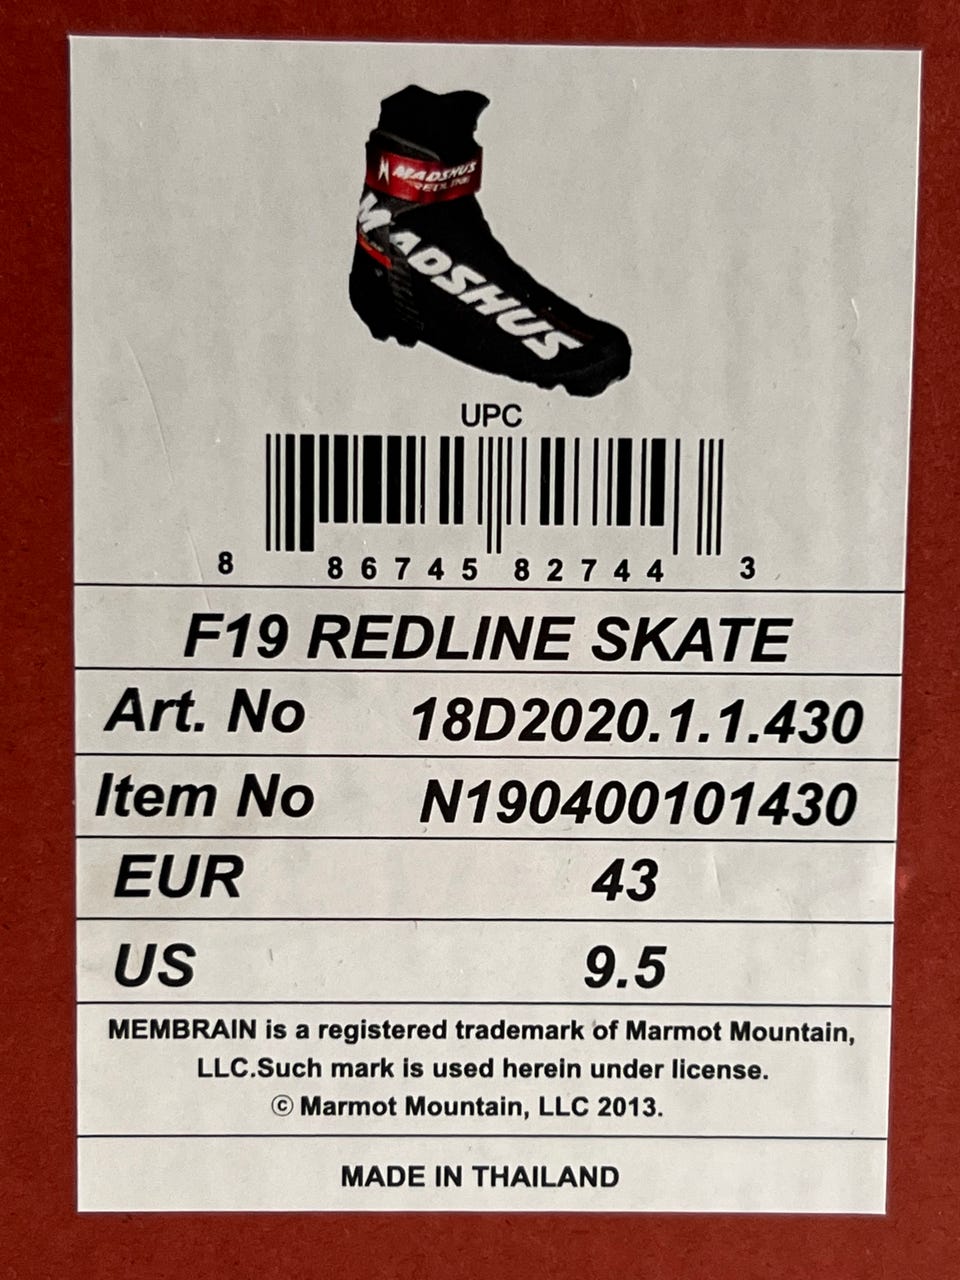 MADSHUS
REDLINE
MADSHUS
UPC
8 86745 82744 3
F19 REDLINE SKATE
Art. No 18D2020.1.1.430
Item No N190400101430
EUR 43
US 9.5
MEMBRAIN is a registered trademark of Marmot Mountain,
LLC.Such mark is used herein under license.
© Marmot Mountain, LLC 2013.
MADE IN THAILAND